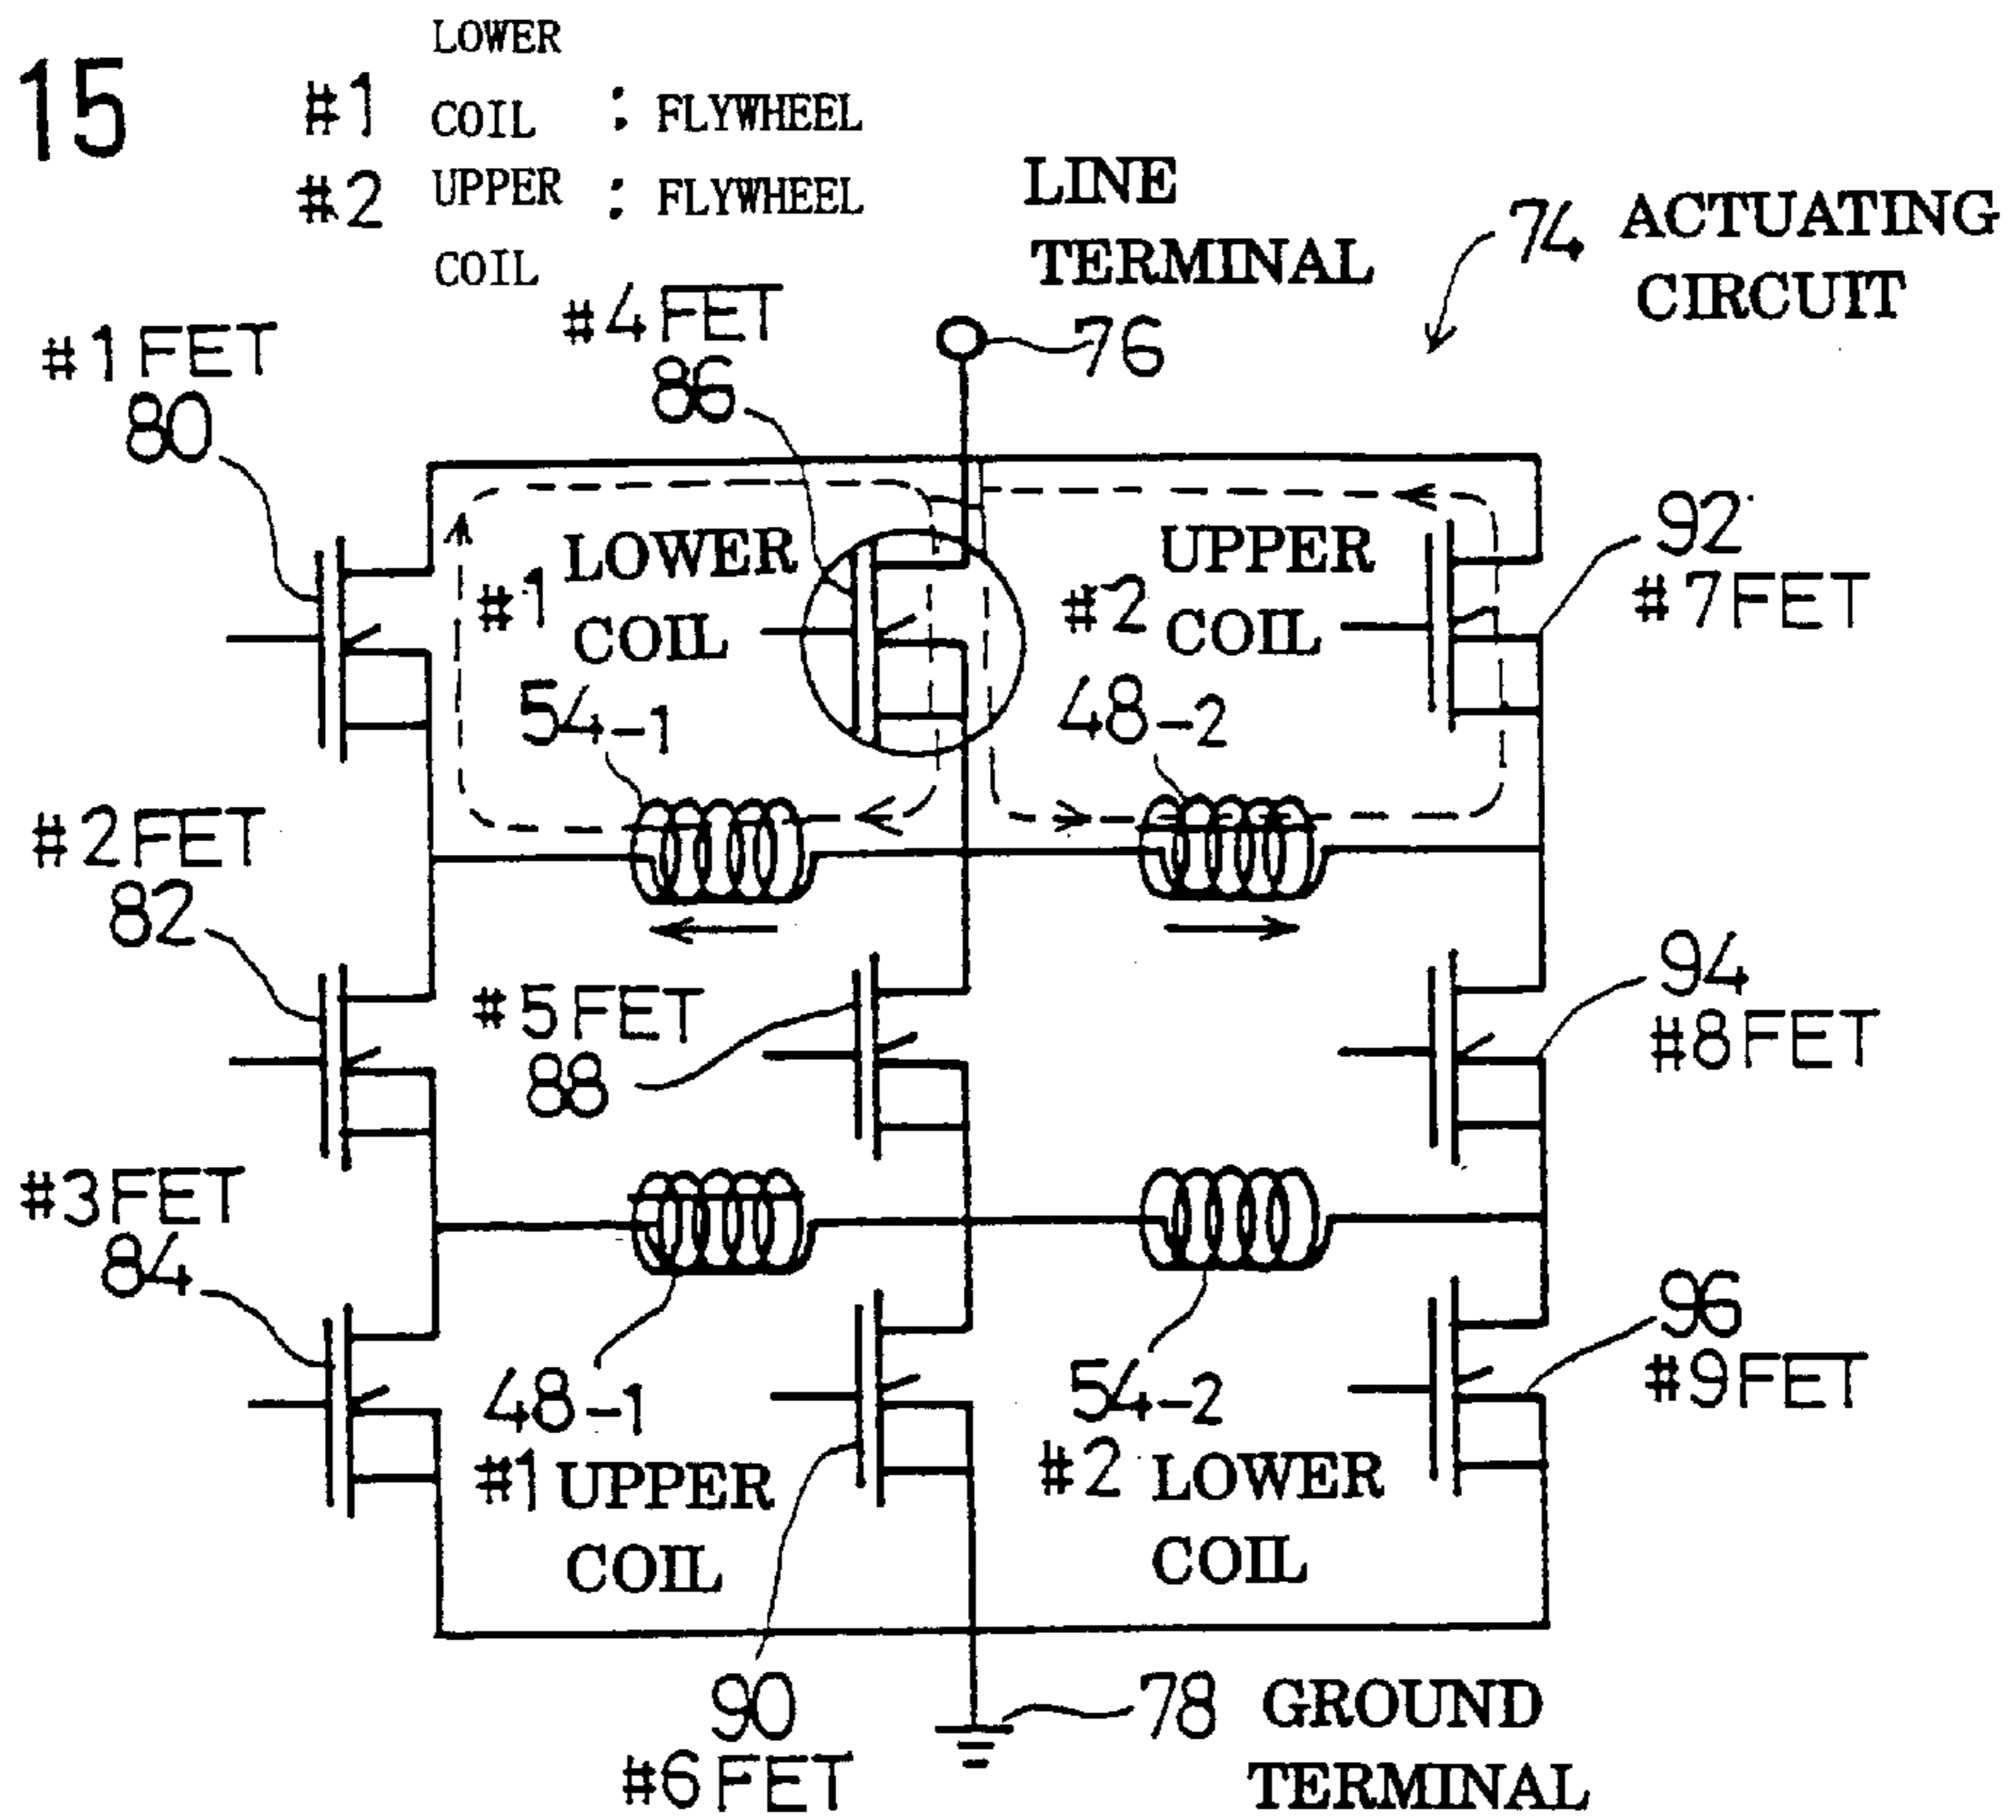 15
LOWER
#1 COIL : FLYWHEEL
#2 UPPER : FLYWHEEL
COIL
LINE
TERMINAL
76
74 ACTUATING
CIRCUIT
#1 FET
80
#4 FET
86
#1 LOWER
COIL
54-1
#2 UPPER
COIL
48-2
92
#7 FET
#2 FET
82
#5 FET
88
94
#8 FET
#3 FET
84
48-1
#1 UPPER
COIL
54-2
#2 LOWER
COIL
96
#9 FET
90
#6 FET
78 GROUND
TERMINAL